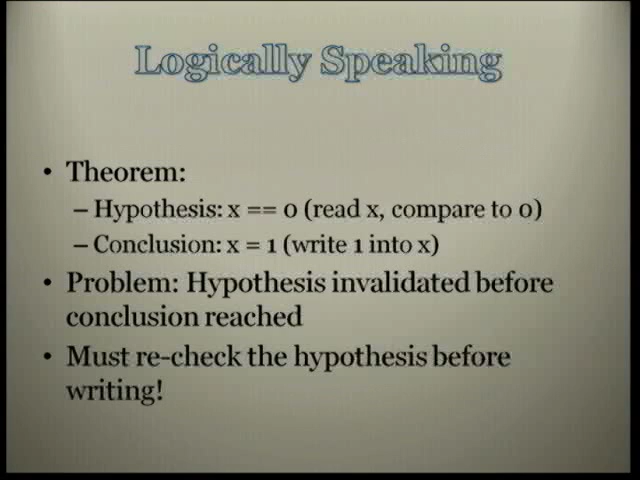 Logically Speaking
• Theorem:
– Hypothesis: x == 0 (read x, compare to 0)
– Conclusion: x = 1 (write 1 into x)
• Problem: Hypothesis invalidated before
conclusion reached
• Must re-check the hypothesis before
writing!